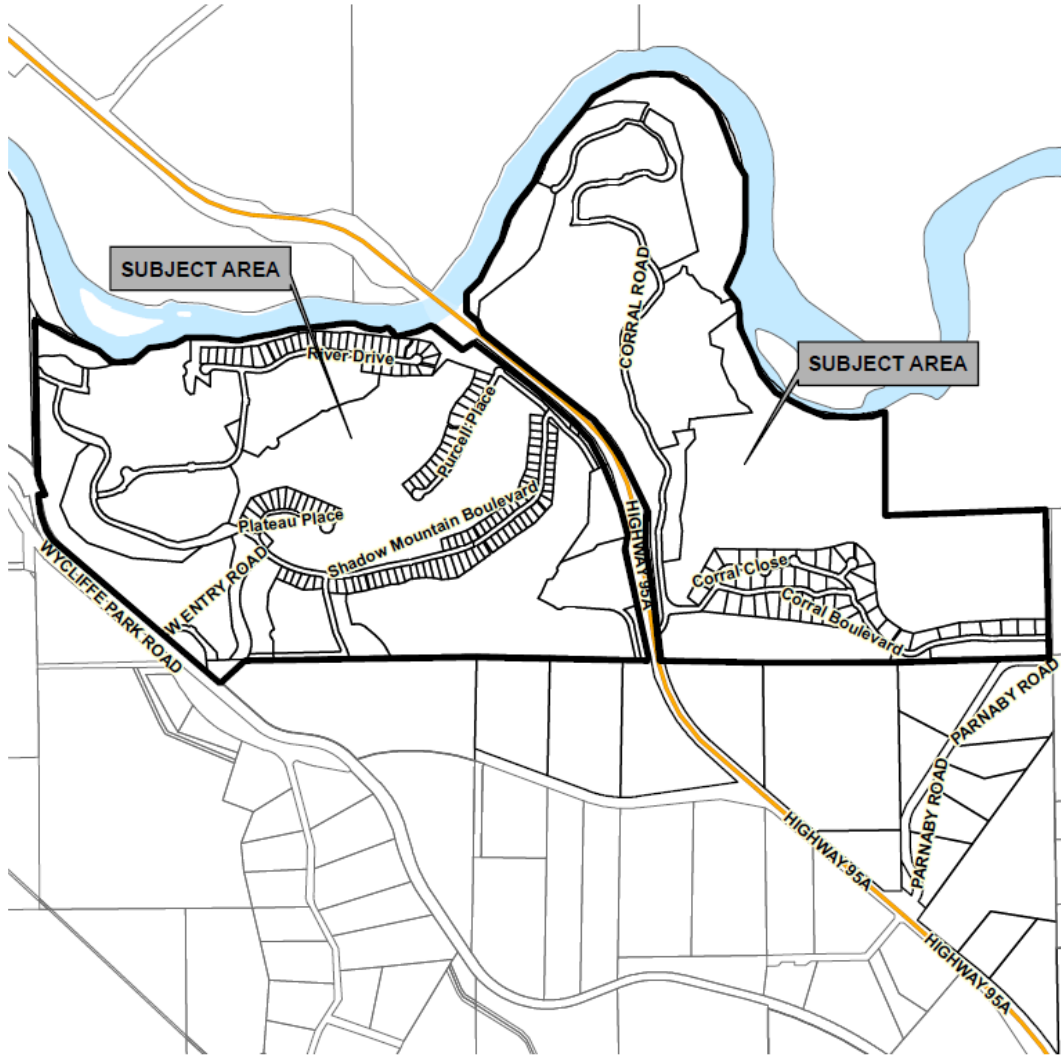 SUBJECT AREA
CORRAL ROAD
River Drive
SUBJECT AREA
Purcell Place
Plateau Place
Shadow Mountain Boulevard
HIGHWAY 95A
WYCLIFFE PARK ROAD
W ENTRY ROAD
Corral Close
Corral Boulevard
PARNABY ROAD
PARNABY ROAD
HIGHWAY 95A
HIGHWAY 95A